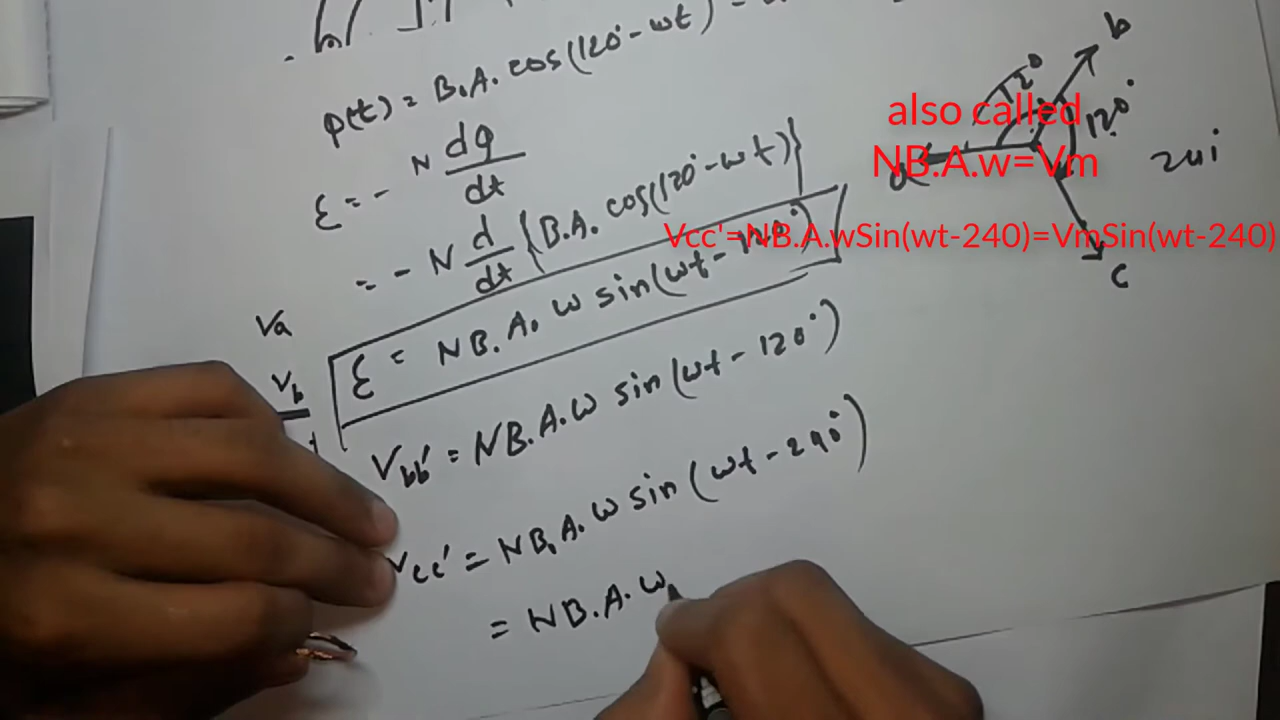 φ(t) = B.A. cos(120° - wt) =
ε = - N dφ/dt
= - N d/dt {B.A. cos(120° - wt)}
ε = NB.A. w sin(wt - 120°)
Va
Vb
Vbb' = NB.A.w sin(wt - 120°)
Vcc' = NB.A.w sin(wt - 240°)
= NB.A.w
b
120°
120°
a
c
also called
NB.A.w=Vm
Vcc'=NB.A.wSin(wt-240)=VmSin(wt-240)